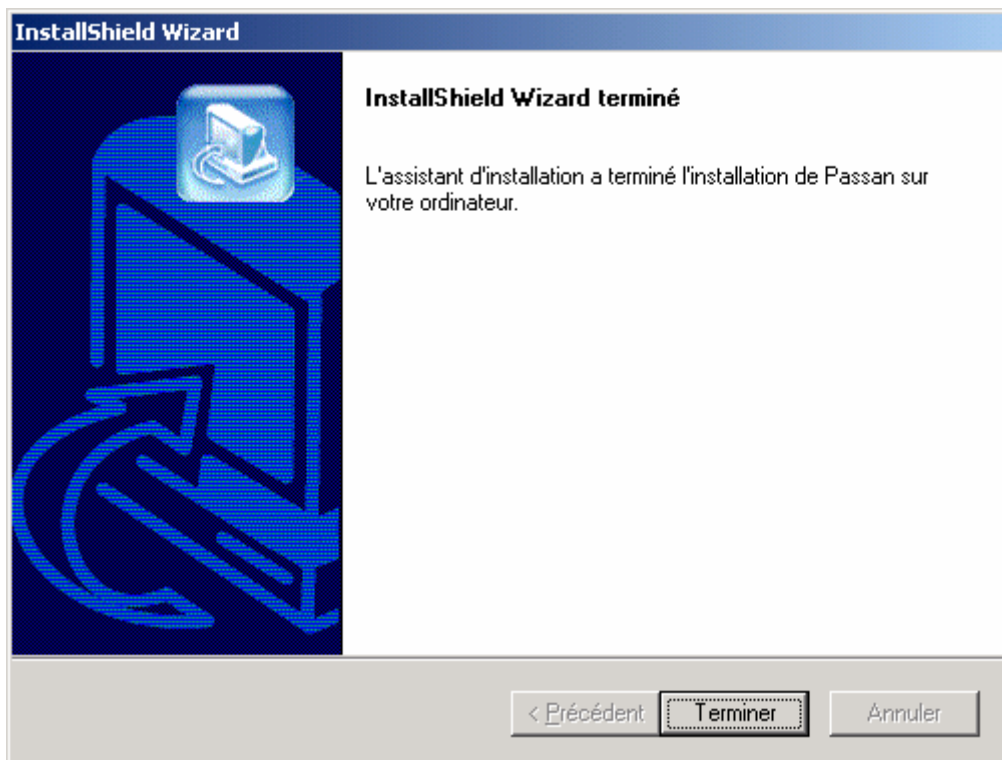 InstallShield Wizard
InstallShield Wizard terminé
L'assistant d'installation a terminé l'installation de Passan sur
votre ordinateur.
< Précédent
Terminer
Annuler